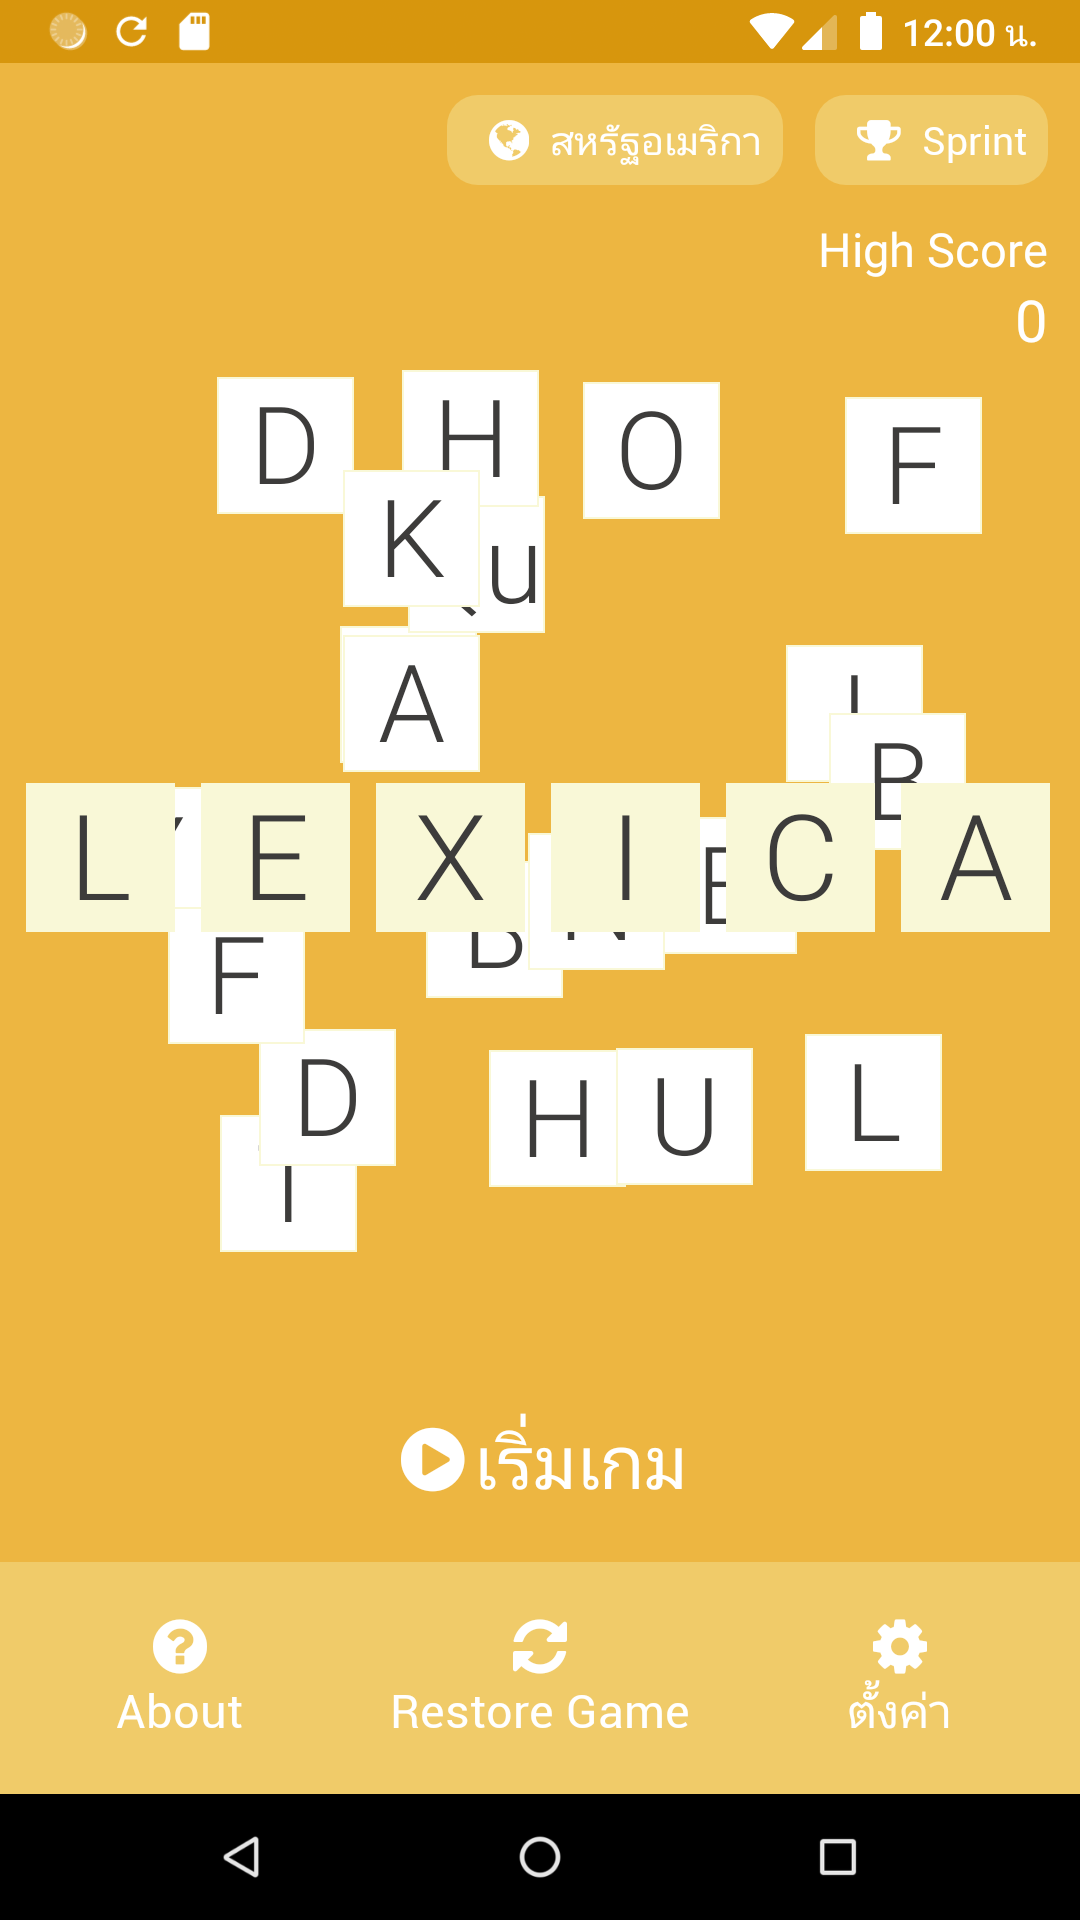 12:00 น.
สหรัฐอเมริกา
Sprint
High Score
0
D
H
O
F
K
Qu
A
I
B
L E X I C A
E
B
N
F
D
H
U
L
T
เริ่มเกม
About
Restore Game
ตั้งค่า